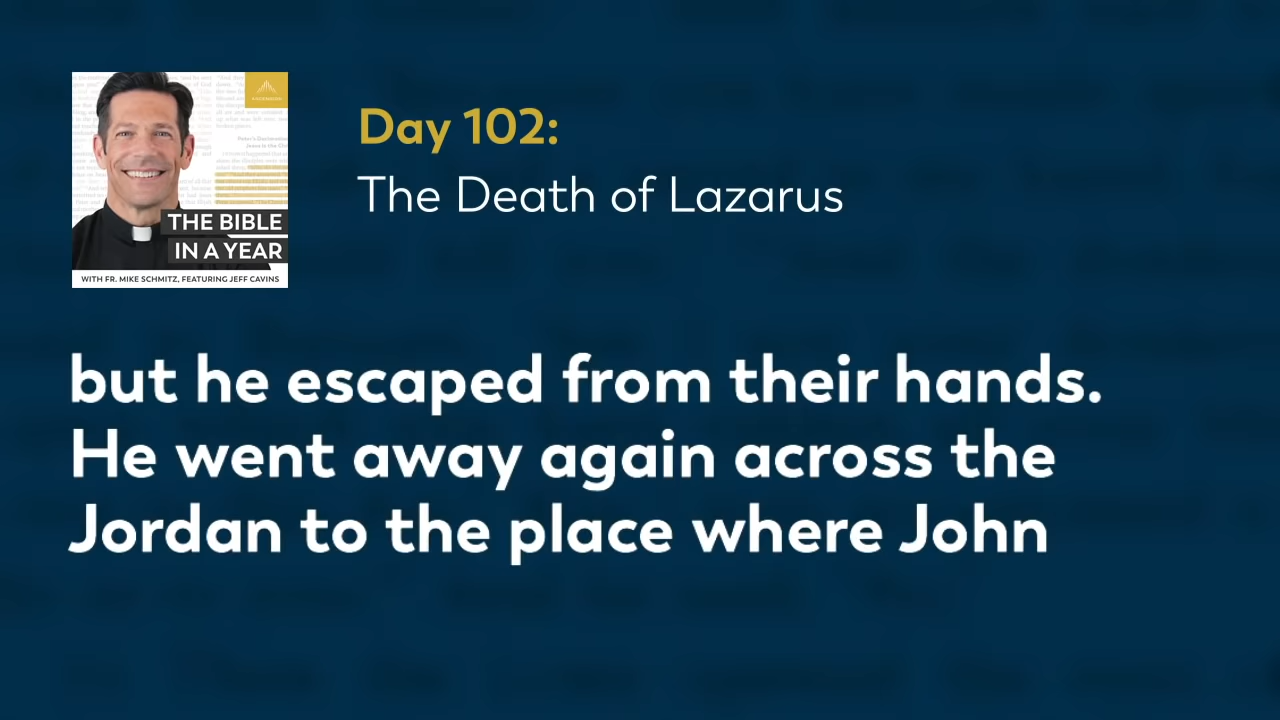 ASCENSION
THE BIBLE
IN A YEAR
WITH FR. MIKE SCHMITZ, FEATURING JEFF CAVINS
Day 102:
The Death of Lazarus
but he escaped from their hands.
He went away again across the
Jordan to the place where John